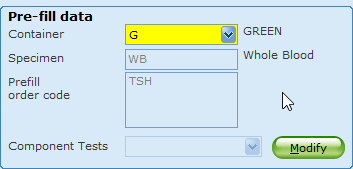 Pre-fill data
Container G GREEN
Specimen WB Whole Blood
Prefill TSH
order code
Component Tests Modify